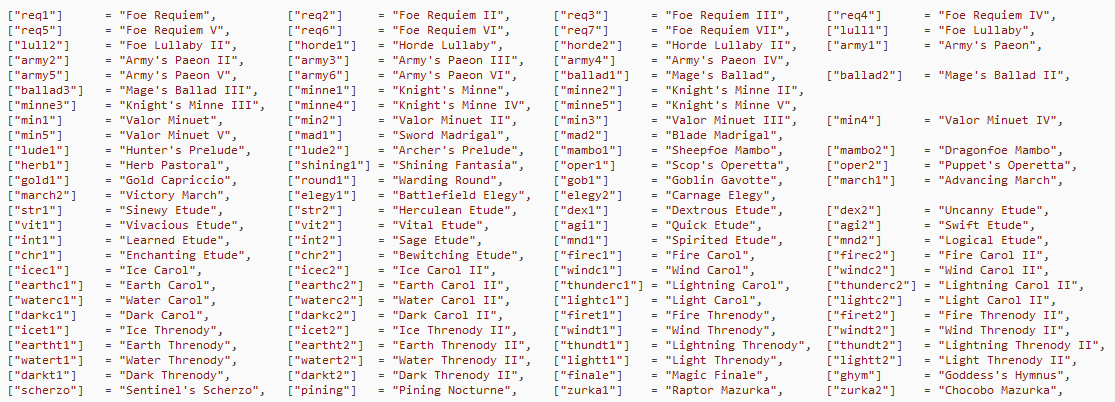 ["req1"] = "Foe Requiem", ["req2"] = "Foe Requiem II", ["req3"] = "Foe Requiem III", ["req4"] = "Foe Requiem IV",
["req5"] = "Foe Requiem V", ["req6"] = "Foe Requiem VI", ["req7"] = "Foe Requiem VII", ["lull1"] = "Foe Lullaby",
["lull2"] = "Foe Lullaby II", ["horde1"] = "Horde Lullaby", ["horde2"] = "Horde Lullaby II", ["army1"] = "Army's Paeon",
["army2"] = "Army's Paeon II", ["army3"] = "Army's Paeon III", ["army4"] = "Army's Paeon IV",
["army5"] = "Army's Paeon V", ["army6"] = "Army's Paeon VI", ["ballad1"] = "Mage's Ballad", ["ballad2"] = "Mage's Ballad II",
["ballad3"] = "Mage's Ballad III", ["minne1"] = "Knight's Minne", ["minne2"] = "Knight's Minne II",
["minne3"] = "Knight's Minne III", ["minne4"] = "Knight's Minne IV", ["minne5"] = "Knight's Minne V",
["min1"] = "Valor Minuet", ["min2"] = "Valor Minuet II", ["min3"] = "Valor Minuet III", ["min4"] = "Valor Minuet IV",
["min5"] = "Valor Minuet V", ["mad1"] = "Sword Madrigal", ["mad2"] = "Blade Madrigal",
["lude1"] = "Hunter's Prelude", ["lude2"] = "Archer's Prelude", ["mambo1"] = "Sheepfoe Mambo", ["mambo2"] = "Dragonfoe Mambo",
["herb1"] = "Herb Pastoral", ["shining1"] = "Shining Fantasia", ["oper1"] = "Scop's Operetta", ["oper2"] = "Puppet's Operetta",
["gold1"] = "Gold Capriccio", ["round1"] = "Warding Round", ["gob1"] = "Goblin Gavotte", ["march1"] = "Advancing March",
["march2"] = "Victory March", ["elegy1"] = "Battlefield Elegy", ["elegy2"] = "Carnage Elegy",
["str1"] = "Sinewy Etude", ["str2"] = "Herculean Etude", ["dex1"] = "Dextrous Etude", ["dex2"] = "Uncanny Etude",
["vit1"] = "Vivacious Etude", ["vit2"] = "Vital Etude", ["agi1"] = "Quick Etude", ["agi2"] = "Swift Etude",
["int1"] = "Learned Etude", ["int2"] = "Sage Etude", ["mnd1"] = "Spirited Etude", ["mnd2"] = "Logical Etude",
["chr1"] = "Enchanting Etude", ["chr2"] = "Bewitching Etude", ["firec1"] = "Fire Carol", ["firec2"] = "Fire Carol II",
["icec1"] = "Ice Carol", ["icec2"] = "Ice Carol II", ["windc1"] = "Wind Carol", ["windc2"] = "Wind Carol II",
["earthc1"] = "Earth Carol", ["earthc2"] = "Earth Carol II", ["thunderc1"] = "Lightning Carol", ["thunderc2"] = "Lightning Carol II",
["waterc1"] = "Water Carol", ["waterc2"] = "Water Carol II", ["lightc1"] = "Light Carol", ["lightc2"] = "Light Carol II",
["darkc1"] = "Dark Carol", ["darkc2"] = "Dark Carol II", ["firet1"] = "Fire Threnody", ["firet2"] = "Fire Threnody II",
["icet1"] = "Ice Threnody", ["icet2"] = "Ice Threnody II", ["windt1"] = "Wind Threnody", ["windt2"] = "Wind Threnody II",
["eartht1"] = "Earth Threnody", ["eartht2"] = "Earth Threnody II", ["thundt1"] = "Lightning Threnody", ["thundt2"] = "Lightning Threnody II",
["watert1"] = "Water Threnody", ["watert2"] = "Water Threnody II", ["lightt1"] = "Light Threnody", ["lightt2"] = "Light Threnody II",
["darkt1"] = "Dark Threnody", ["darkt2"] = "Dark Threnody II", ["finale"] = "Magic Finale", ["ghym"] = "Goddess's Hymnus",
["scherzo"] = "Sentinel's Scherzo", ["pining"] = "Pining Nocturne", ["zurka1"] = "Raptor Mazurka", ["zurka2"] = "Chocobo Mazurka",